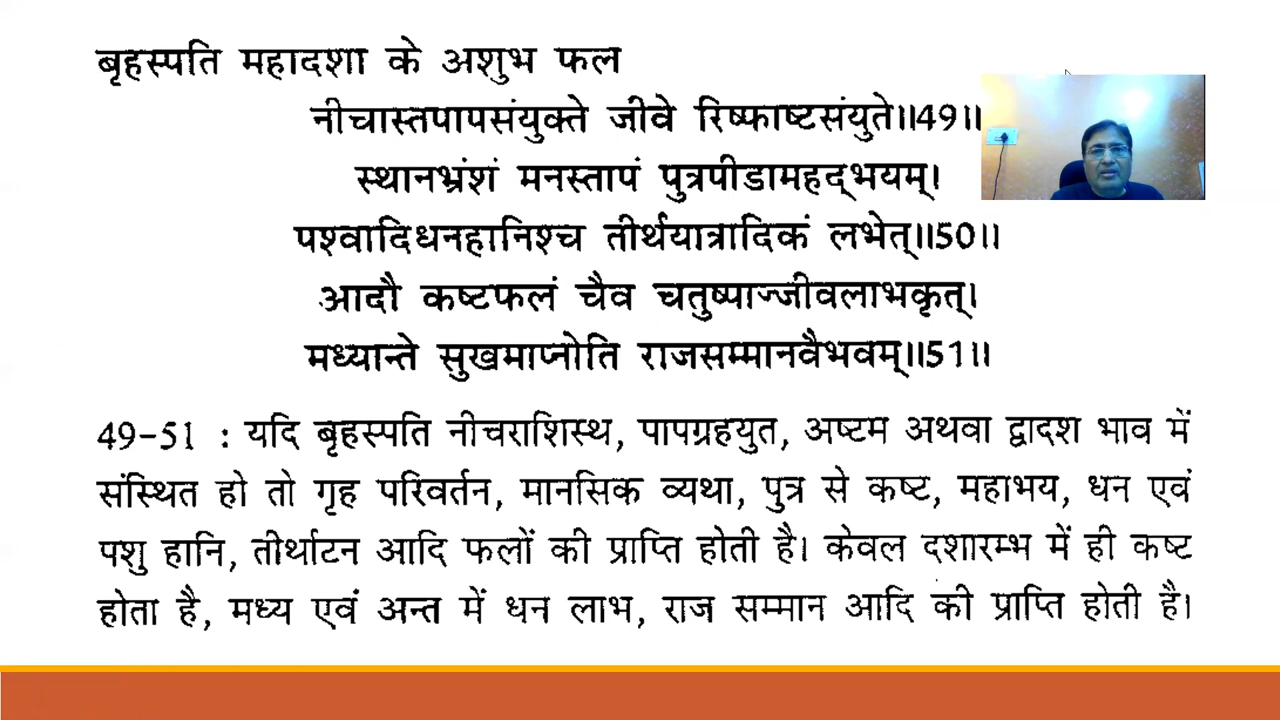 बृहस्पति महादशा के अशुभ फल
नीचास्तपापसंयुक्ते जीवे रिष्फाष्टसंयुते॥49॥
स्थानभ्रंशं मनस्तापं पुत्रपीडामहद्भयम्।
पश्वादिधनहानिश्च तीर्थयात्रादिकं लभेत्॥50॥
आदौ कष्टफलं चैव चतुष्पाज्जीवलाभकृत्।
मध्यान्ते सुखमाप्नोति राजसम्मानवैभवम्॥51॥
49-51 : यदि बृहस्पति नीचराशिस्थ, पापग्रहयुत, अष्टम अथवा द्वादश भाव में
संस्थित हो तो गृह परिवर्तन, मानसिक व्यथा, पुत्र से कष्ट, महाभय, धन एवं
पशु हानि, तीर्थाटन आदि फलों की प्राप्ति होती है। केवल दशारम्भ में ही कष्ट
होता है, मध्य एवं अन्त में धन लाभ, राज सम्मान आदि की प्राप्ति होती है।